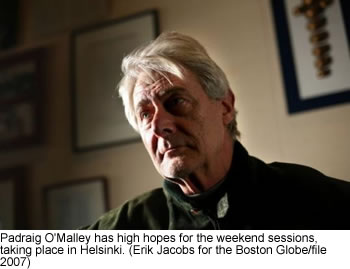 Padraig O'Malley has high hopes for the weekend sessions,
taking place in Helsinki. (Erik Jacobs for the Boston Globe/file
2007)